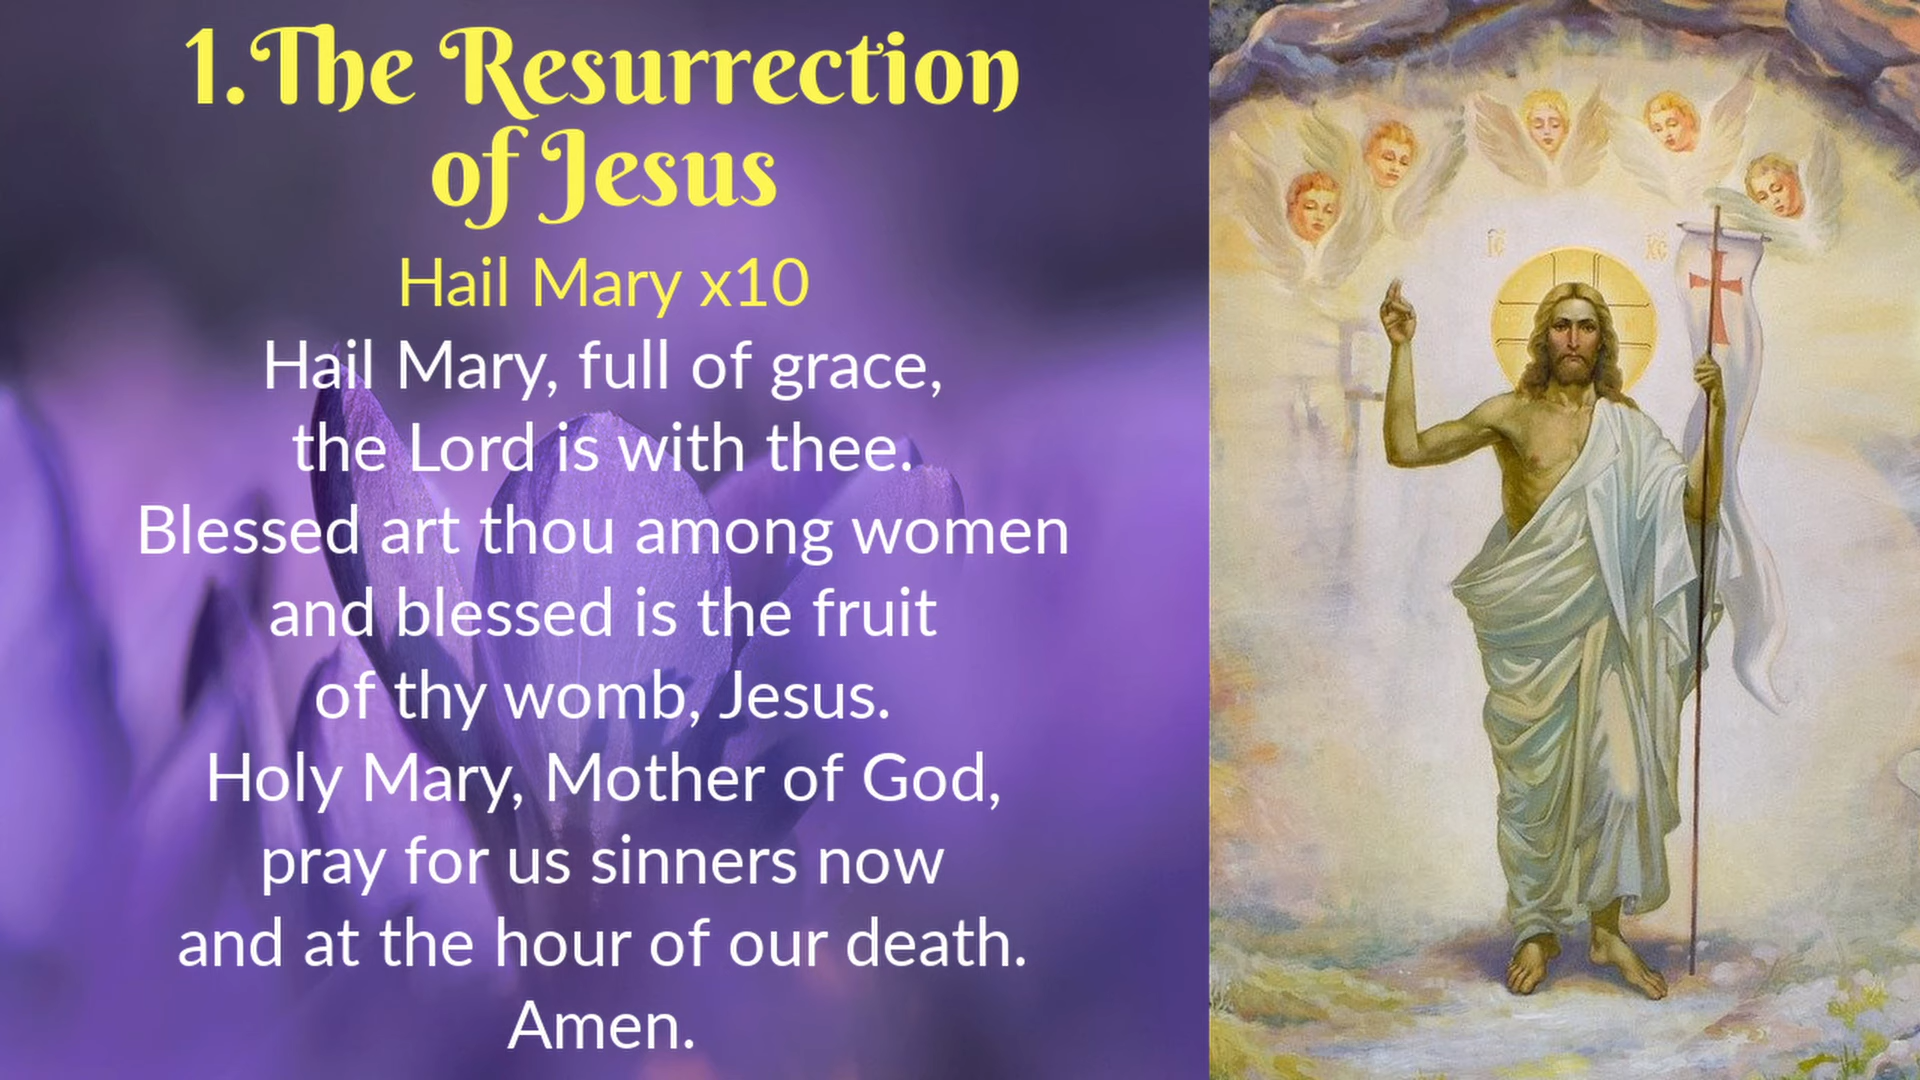 1.The Resurrection
of Jesus
Hail Mary x10
Hail Mary, full of grace,
the Lord is with thee.
Blessed art thou among women
and blessed is the fruit
of thy womb, Jesus.
Holy Mary, Mother of God,
pray for us sinners now
and at the hour of our death.
Amen.
IC XC